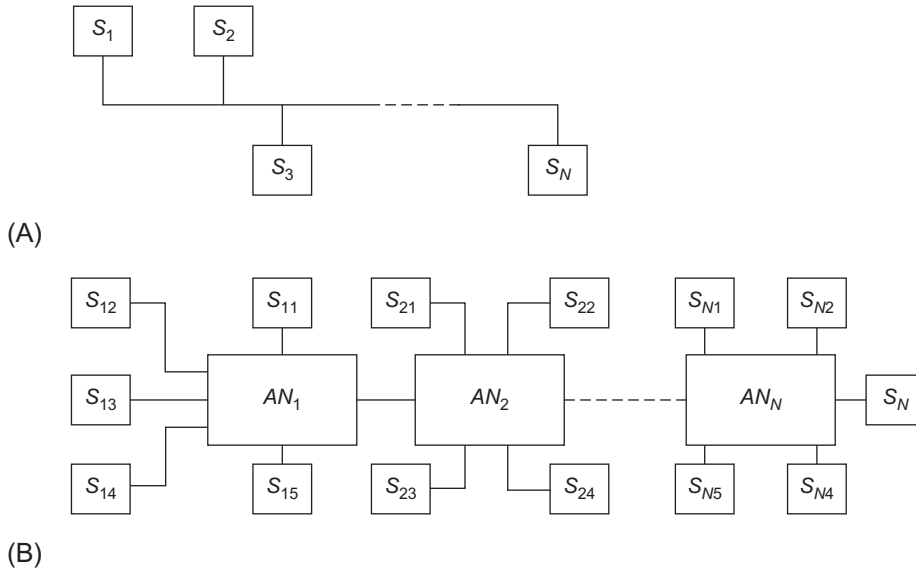 S1 S2
S3 SN
(A)
S12 S11 S21 S22 SN1 SN2
S13 AN1 AN2 ANN SN
S14 S15 S23 S24 SN5 SN4
(B)